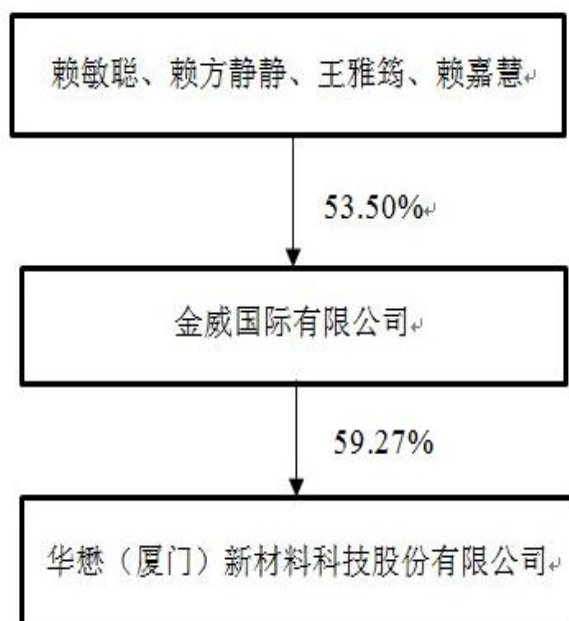 赖敏聪、赖方静静、王雅筠、赖嘉慧
53.50%
金威国际有限公司
59.27%
华懋（厦门）新材料科技股份有限公司